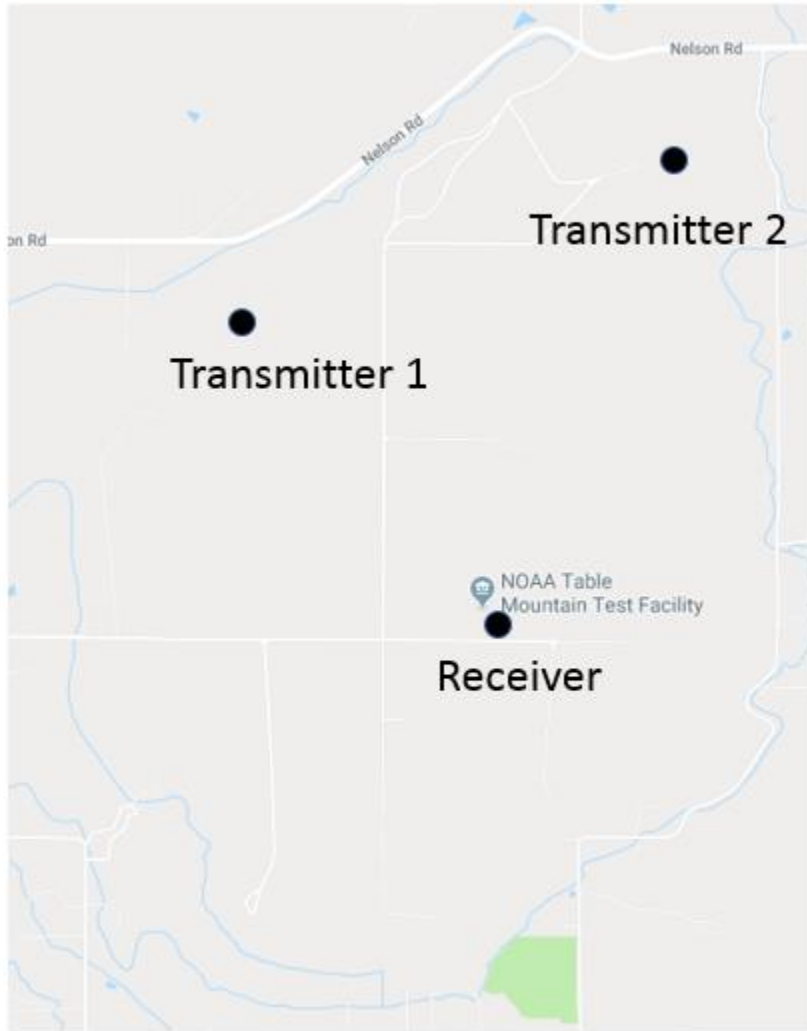 Nelson Rd
Nelson Rd
Transmitter 2
on Rd
Transmitter 1
NOAA Table
Mountain Test Facility
Receiver